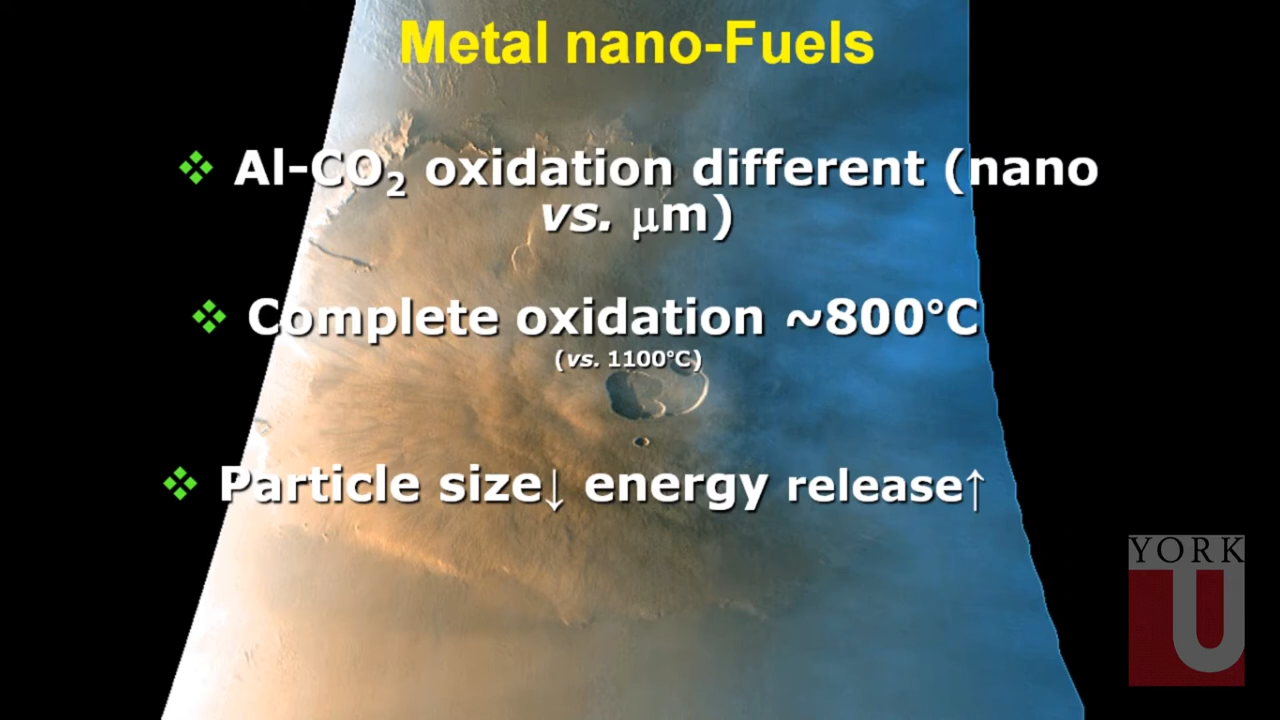 Metal nano-Fuels
❖ Al-CO₂ oxidation different (nano
vs. μm)
❖ Complete oxidation ~800°C
(vs. 1100°C)
❖ Particle size↓ energy release↑
YORK
U